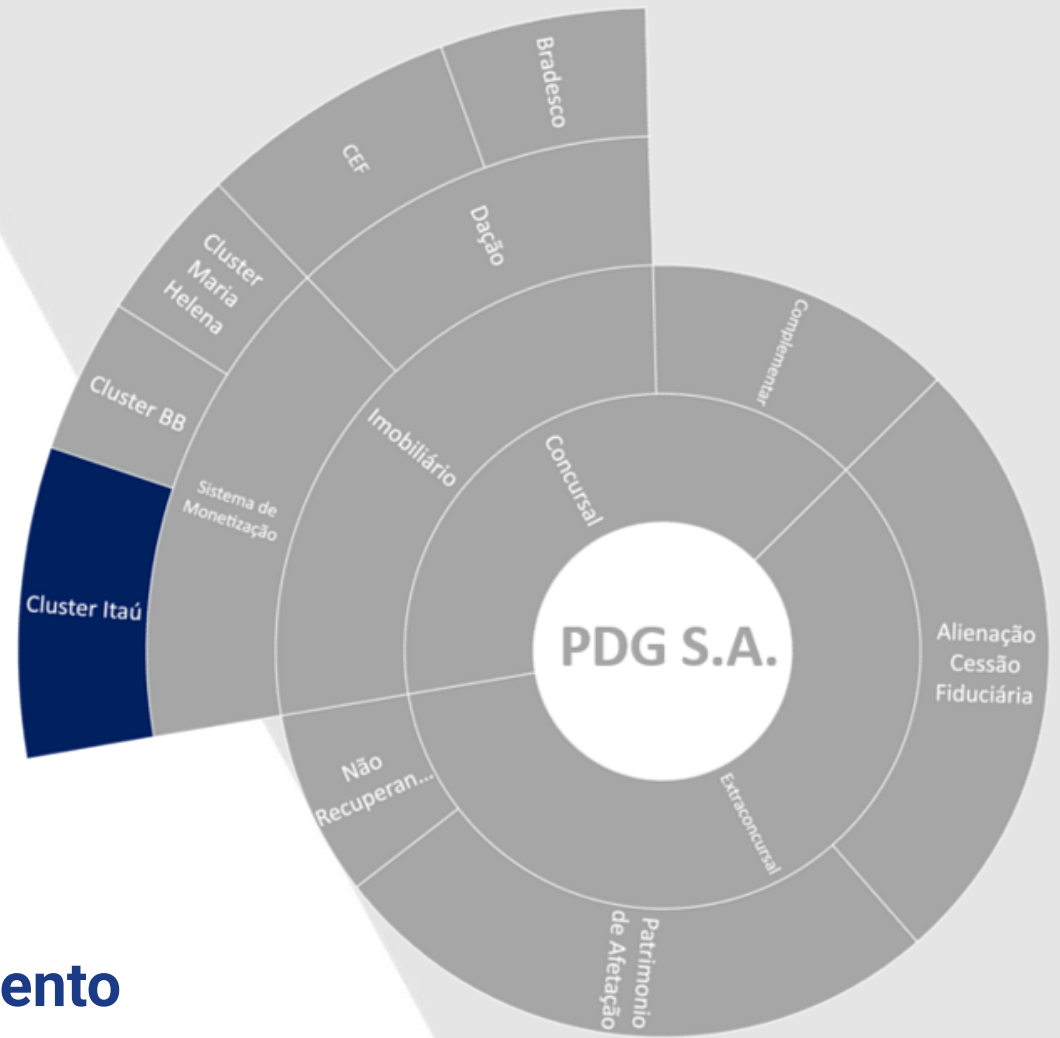 Bradesco
CEF
Dação
Cluster
Maria
Helena
Cluster BB
Sistema de
Monetização
Cluster Itaú
Imobiliário
Concursal
Complementar
PDG S.A.
Alienação
Cessão
Fiduciária
Não
Recuperan...
Extraconcursal
Patrimonio
de Afetação
ento